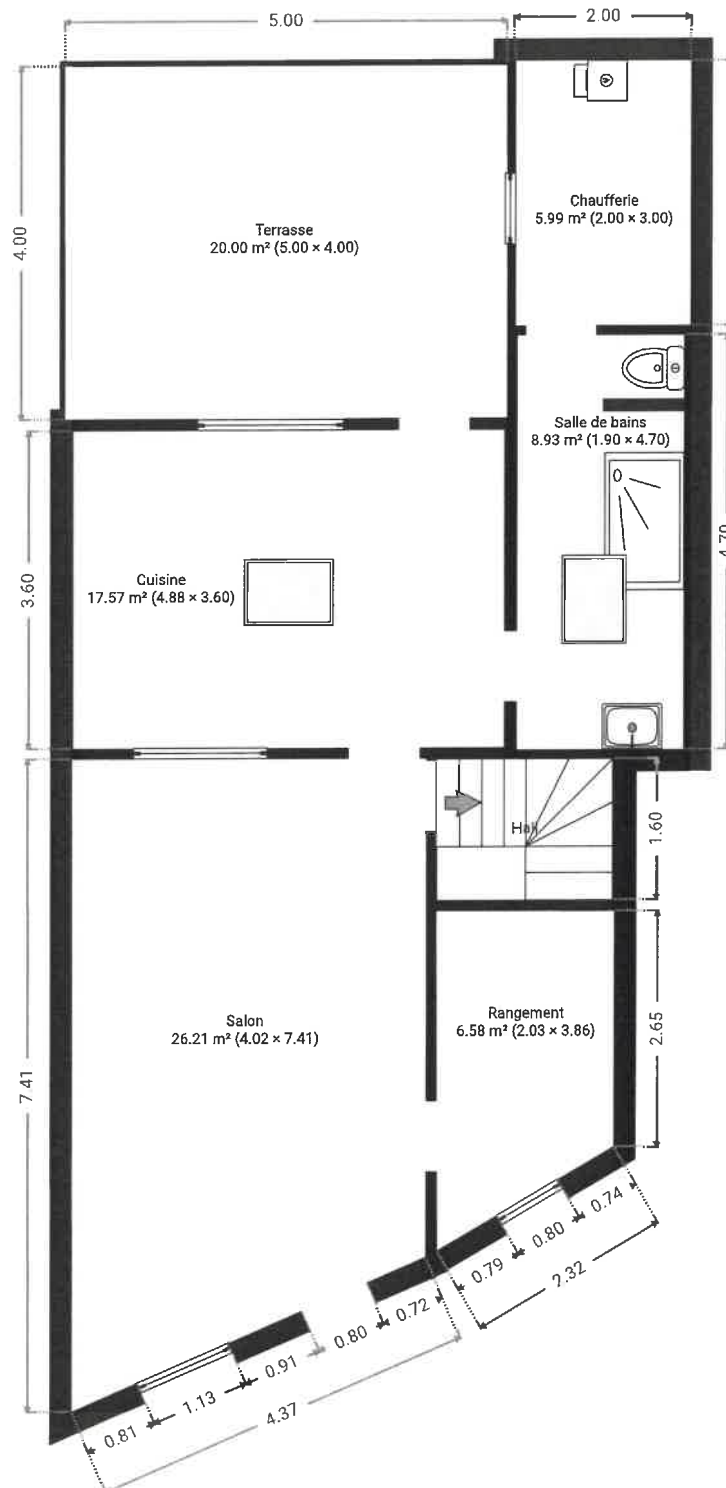 5.00
2.00
4.00
Terrasse
20.00 m² (5.00 × 4.00)
Chaufferie
5.99 m² (2.00 × 3.00)
Salle de bains
8.93 m² (1.90 × 4.70)
4.70
3.60
Cuisine
17.57 m² (4.88 × 3.60)
Hall
1.60
7.41
Salon
26.21 m² (4.02 × 7.41)
Rangement
6.58 m² (2.03 × 3.86)
2.65
0.74
0.80
0.79
2.32
0.72
0.80
0.91
1.13
0.81
4.37